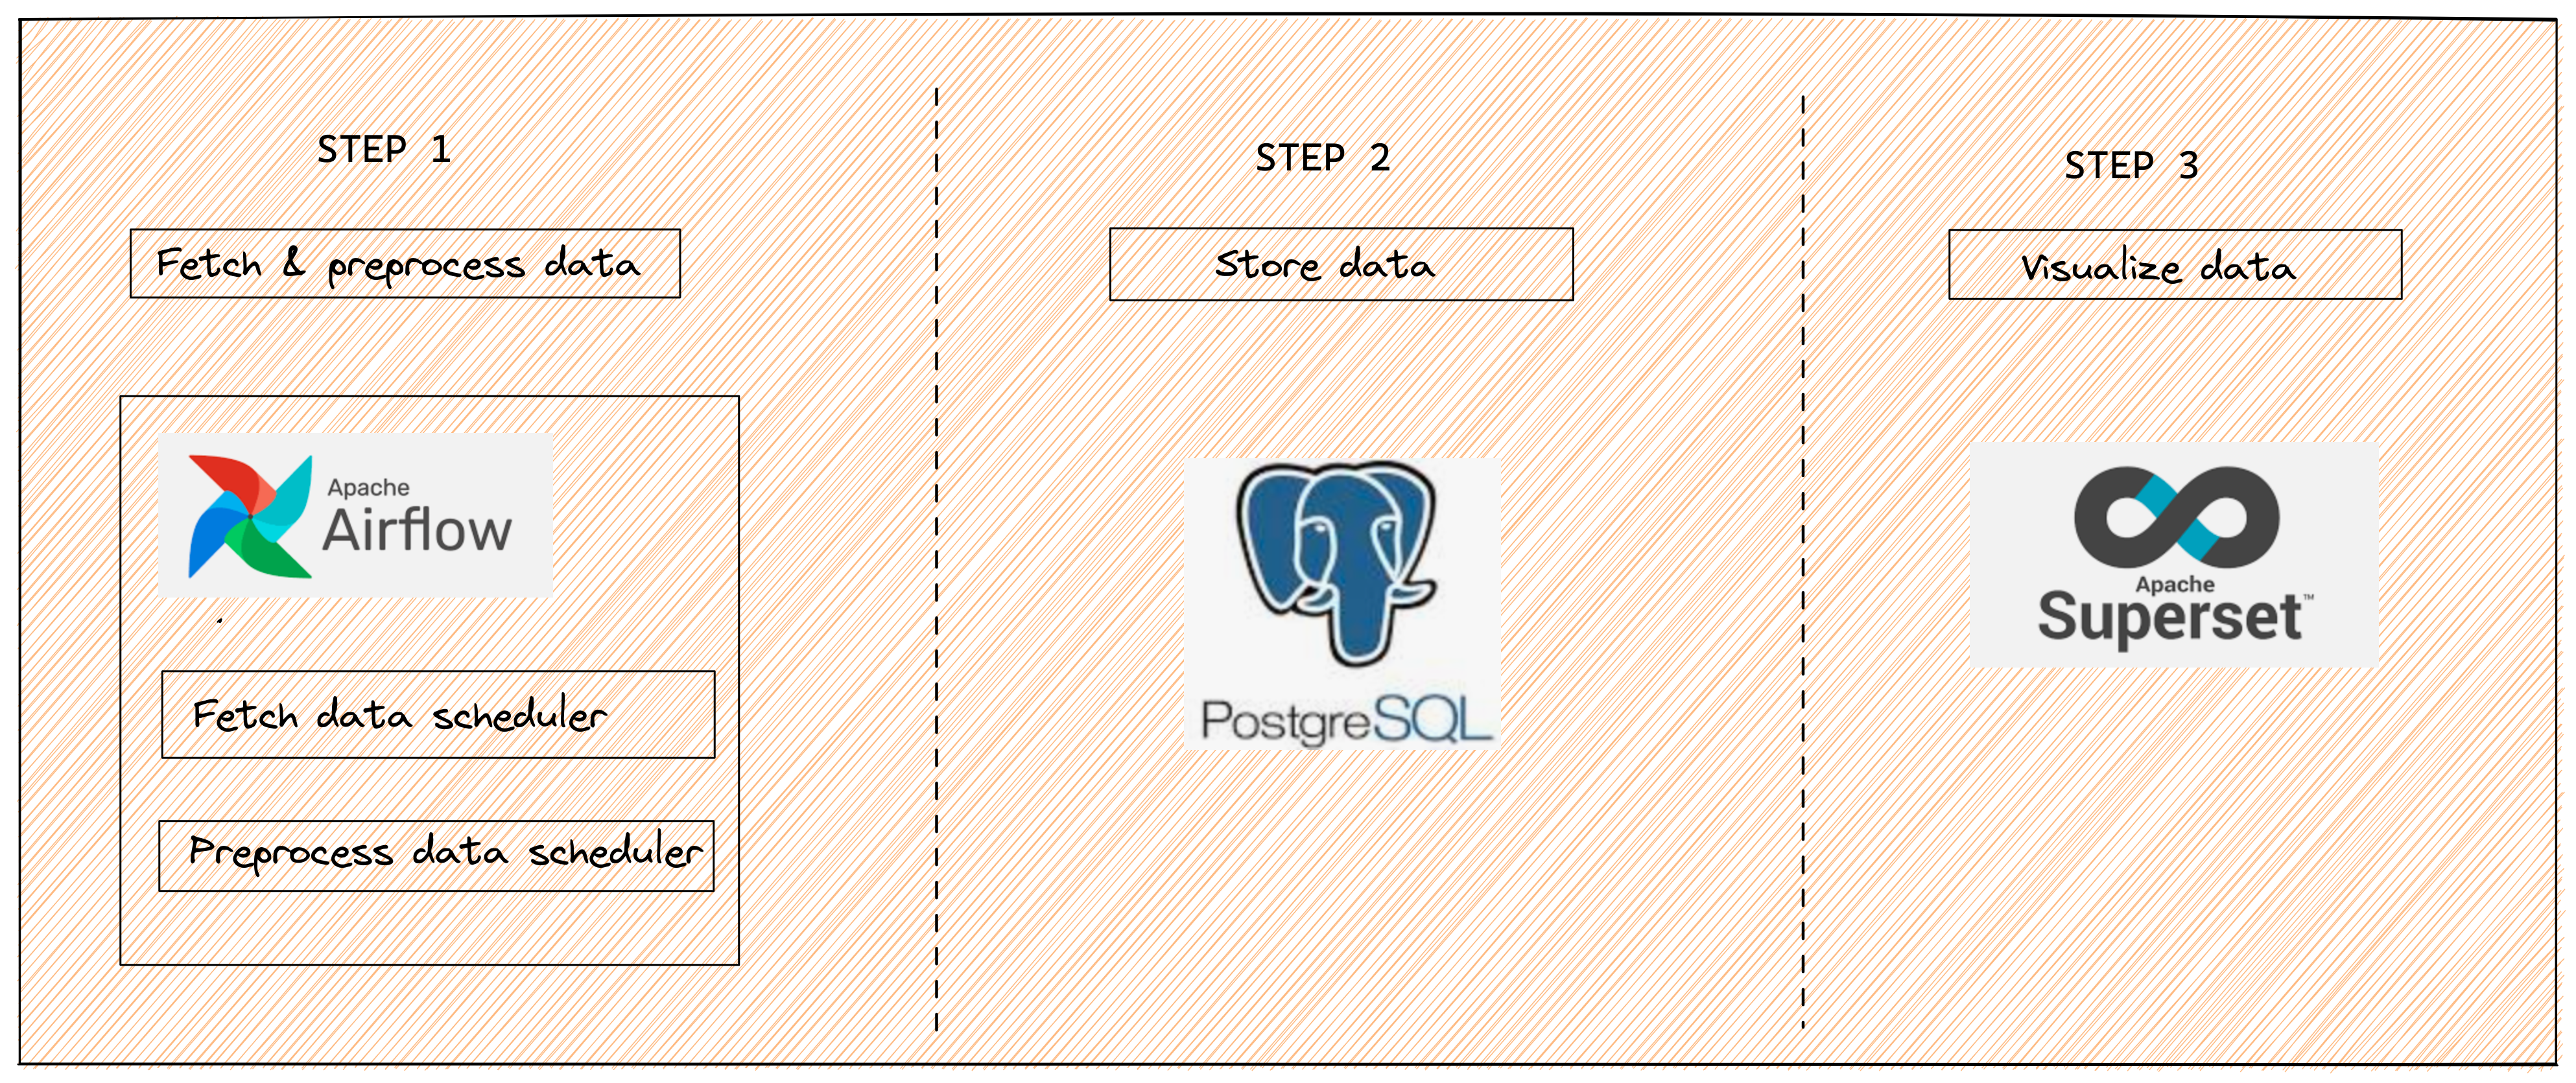 STEP 1
Fetch & preprocess data
Apache
Airflow
Fetch data scheduler
Preprocess data scheduler
STEP 2
Store data
PostgreSQL
STEP 3
Visualize data
Apache
Superset™